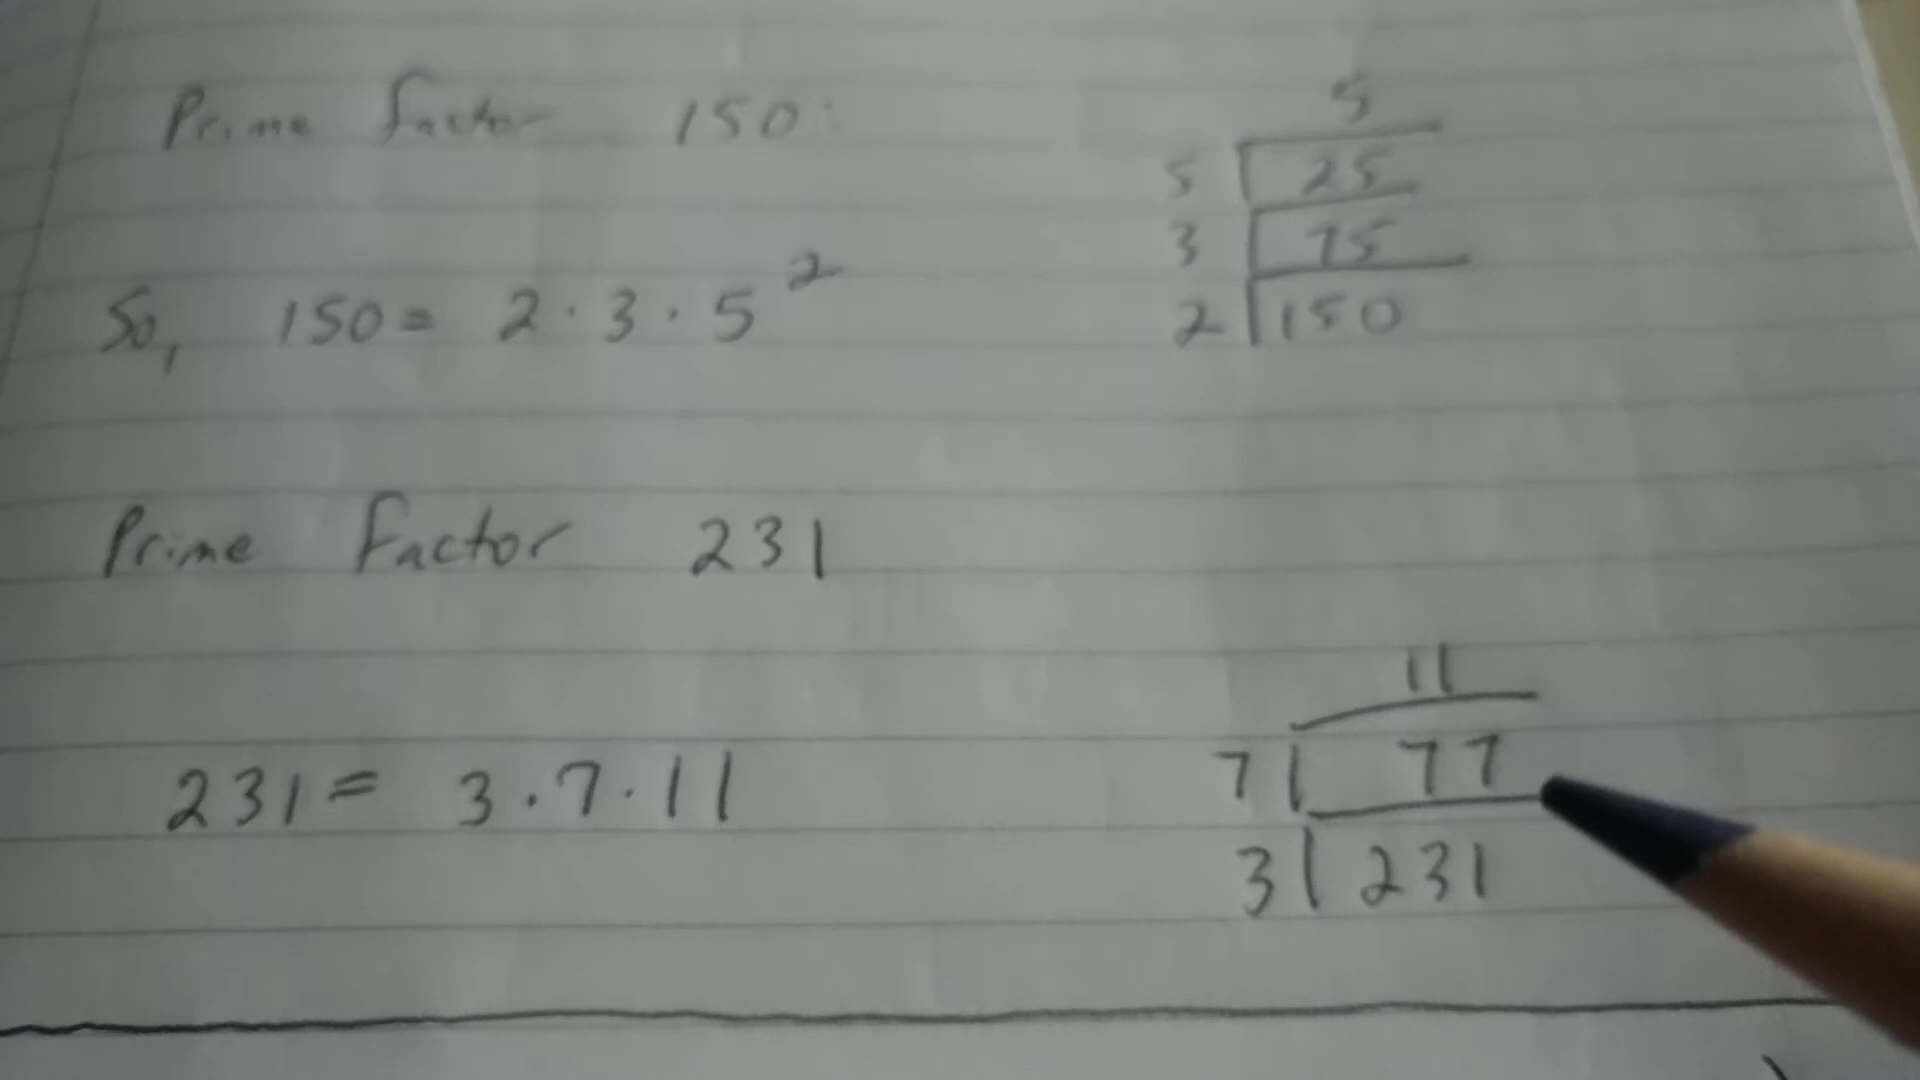 Prime factor 150:
5
5 25
3 75
2 150
So, 150 = 2 · 3 · 5²
Prime Factor 231
11
7 77
3 231
231 = 3 · 7 · 11